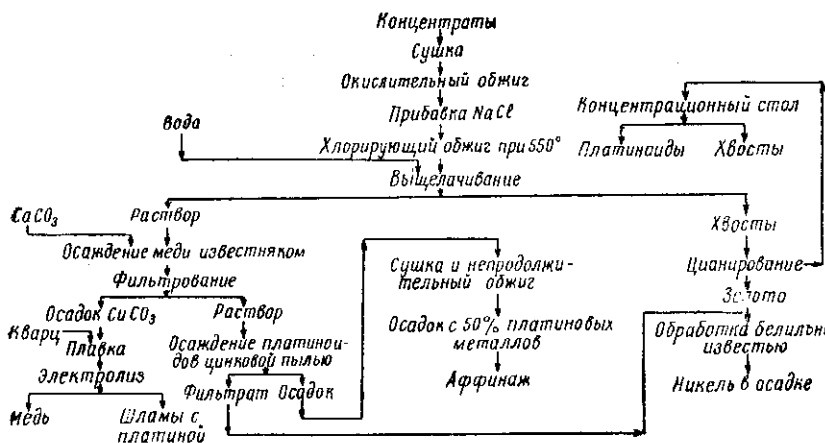 Концентраты
Сушка
Окислительный обжиг
Прибавка NaCl
Хлорирующий обжиг при 550°
Вода
Выщелачивание
Концентрационный стол
Платиноиды
Хвосты
CaCO₃
Раствор
Осаждение меди известняком
Фильтрование
Осадок CuCO₃
Раствор
Кварц
Плавка
Электролиз
Медь
Шламы с
платиной
Осаждение платинои-
дов цинковой пылью
Фильтрат
Осадок
Сушка и непродолжи-
тельный обжиг
Осадок с 50% платиновых
металлов
Аффинаж
Хвосты
Цианирование
Золото
Обработка белильн
известью
Никель в осадке